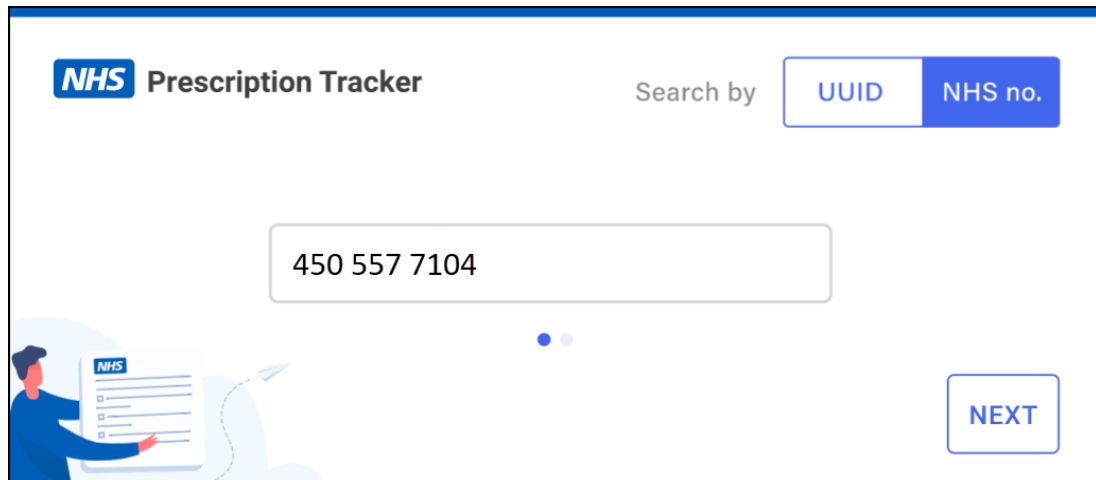 NHS Prescription Tracker
Search by UUID NHS no.
450 557 7104
NHS
NEXT